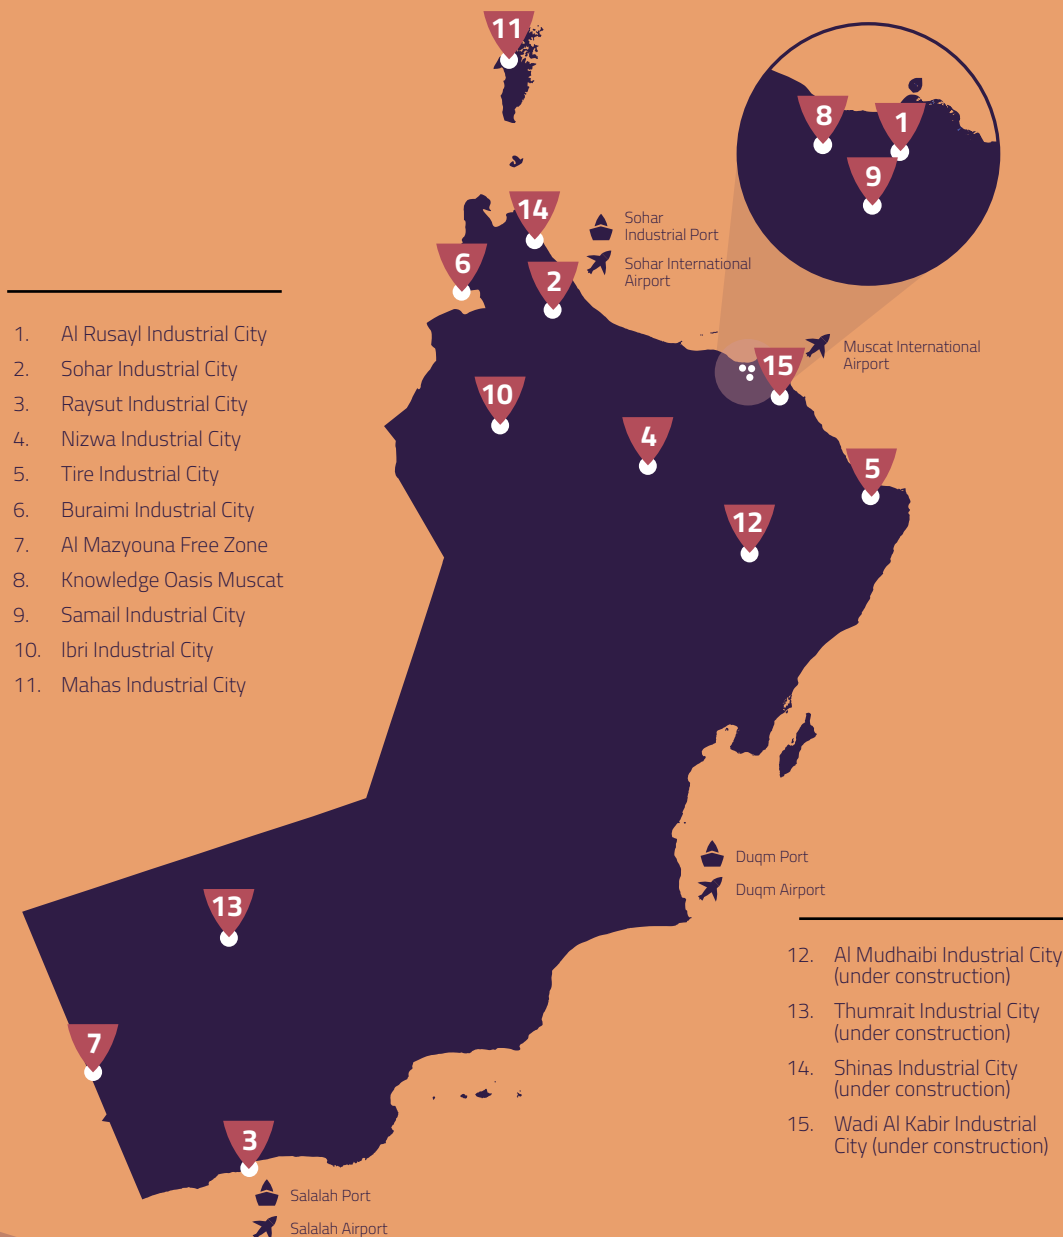 11
8
1
9
14
Sohar
Industrial Port
6
2
Sohar International
Airport
1. Al Rusayl Industrial City
2. Sohar Industrial City
3. Raysut Industrial City
4. Nizwa Industrial City
5. Tire Industrial City
6. Buraimi Industrial City
7. Al Mazyouna Free Zone
8. Knowledge Oasis Muscat
9. Samail Industrial City
10. Ibri Industrial City
11. Mahas Industrial City
Muscat International
Airport
15
10
4
5
12
Duqm Port
Duqm Airport
13
7
3
12. Al Mudhaibi Industrial City
(under construction)
13. Thumrait Industrial City
(under construction)
14. Shinas Industrial City
(under construction)
15. Wadi Al Kabir Industrial
City (under construction)
Salalah Port
Salalah Airport